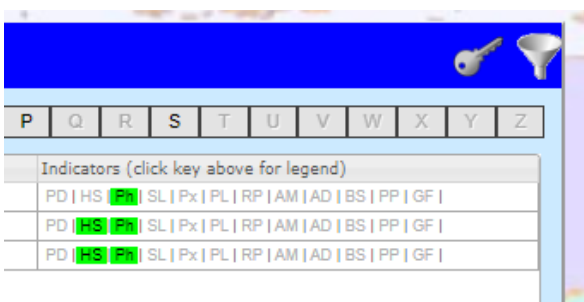 P Q R S T U V W X Y Z
Indicators (click key above for legend)
PD | HS | Ph | SL | Px | PL | RP | AM | AD | BS | PP | GF |
PD | HS | Ph | SL | Px | PL | RP | AM | AD | BS | PP | GF |
PD | HS | Ph | SL | Px | PL | RP | AM | AD | BS | PP | GF |